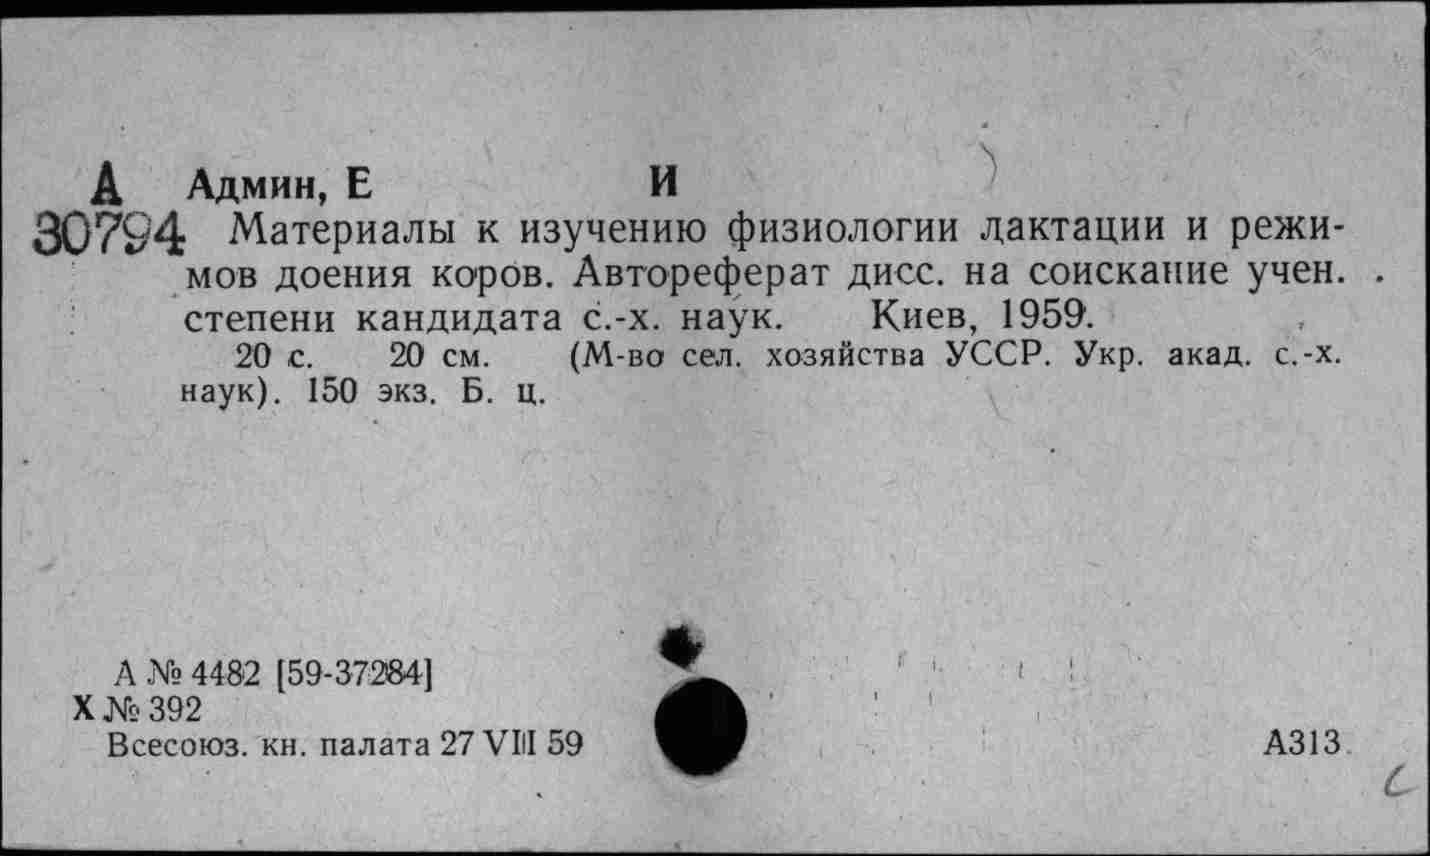 А Админ, Е И
30794 Материалы к изучению физиологии лактации и режи-
мов доения коров. Автореферат дисс. на соискание учен.
степени кандидата с.-х. наук. Киев, 1959.
20 с. 20 см. (М-во сел. хозяйства УССР. Укр. акад. с.-х.
наук). 150 экз. Б. ц.
А № 4482 [59-37284]
Х № 392
Всесоюз. кн. палата 27 VIII 59
А313